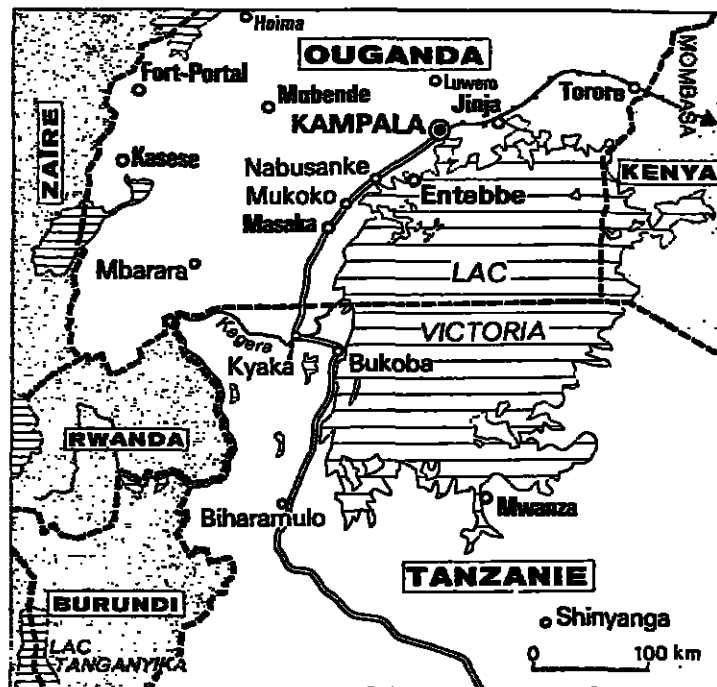 Hoima
OUGANDA
Fort-Portal
Luwero
Mubende
Jinja
Tororo
MOMBASA
KAMPALA
ZAÏRE
Kasese
Nabusanke
KENYA
Mukoko
Entebbe
Masaka
Mbarara
LAC
VICTORIA
Kagera
Kyaka
Bukoba
RWANDA
Biharamulo
Mwanza
TANZANIE
BURUNDI
Shinyanga
LAC
TANGANYIKA
0 100 km